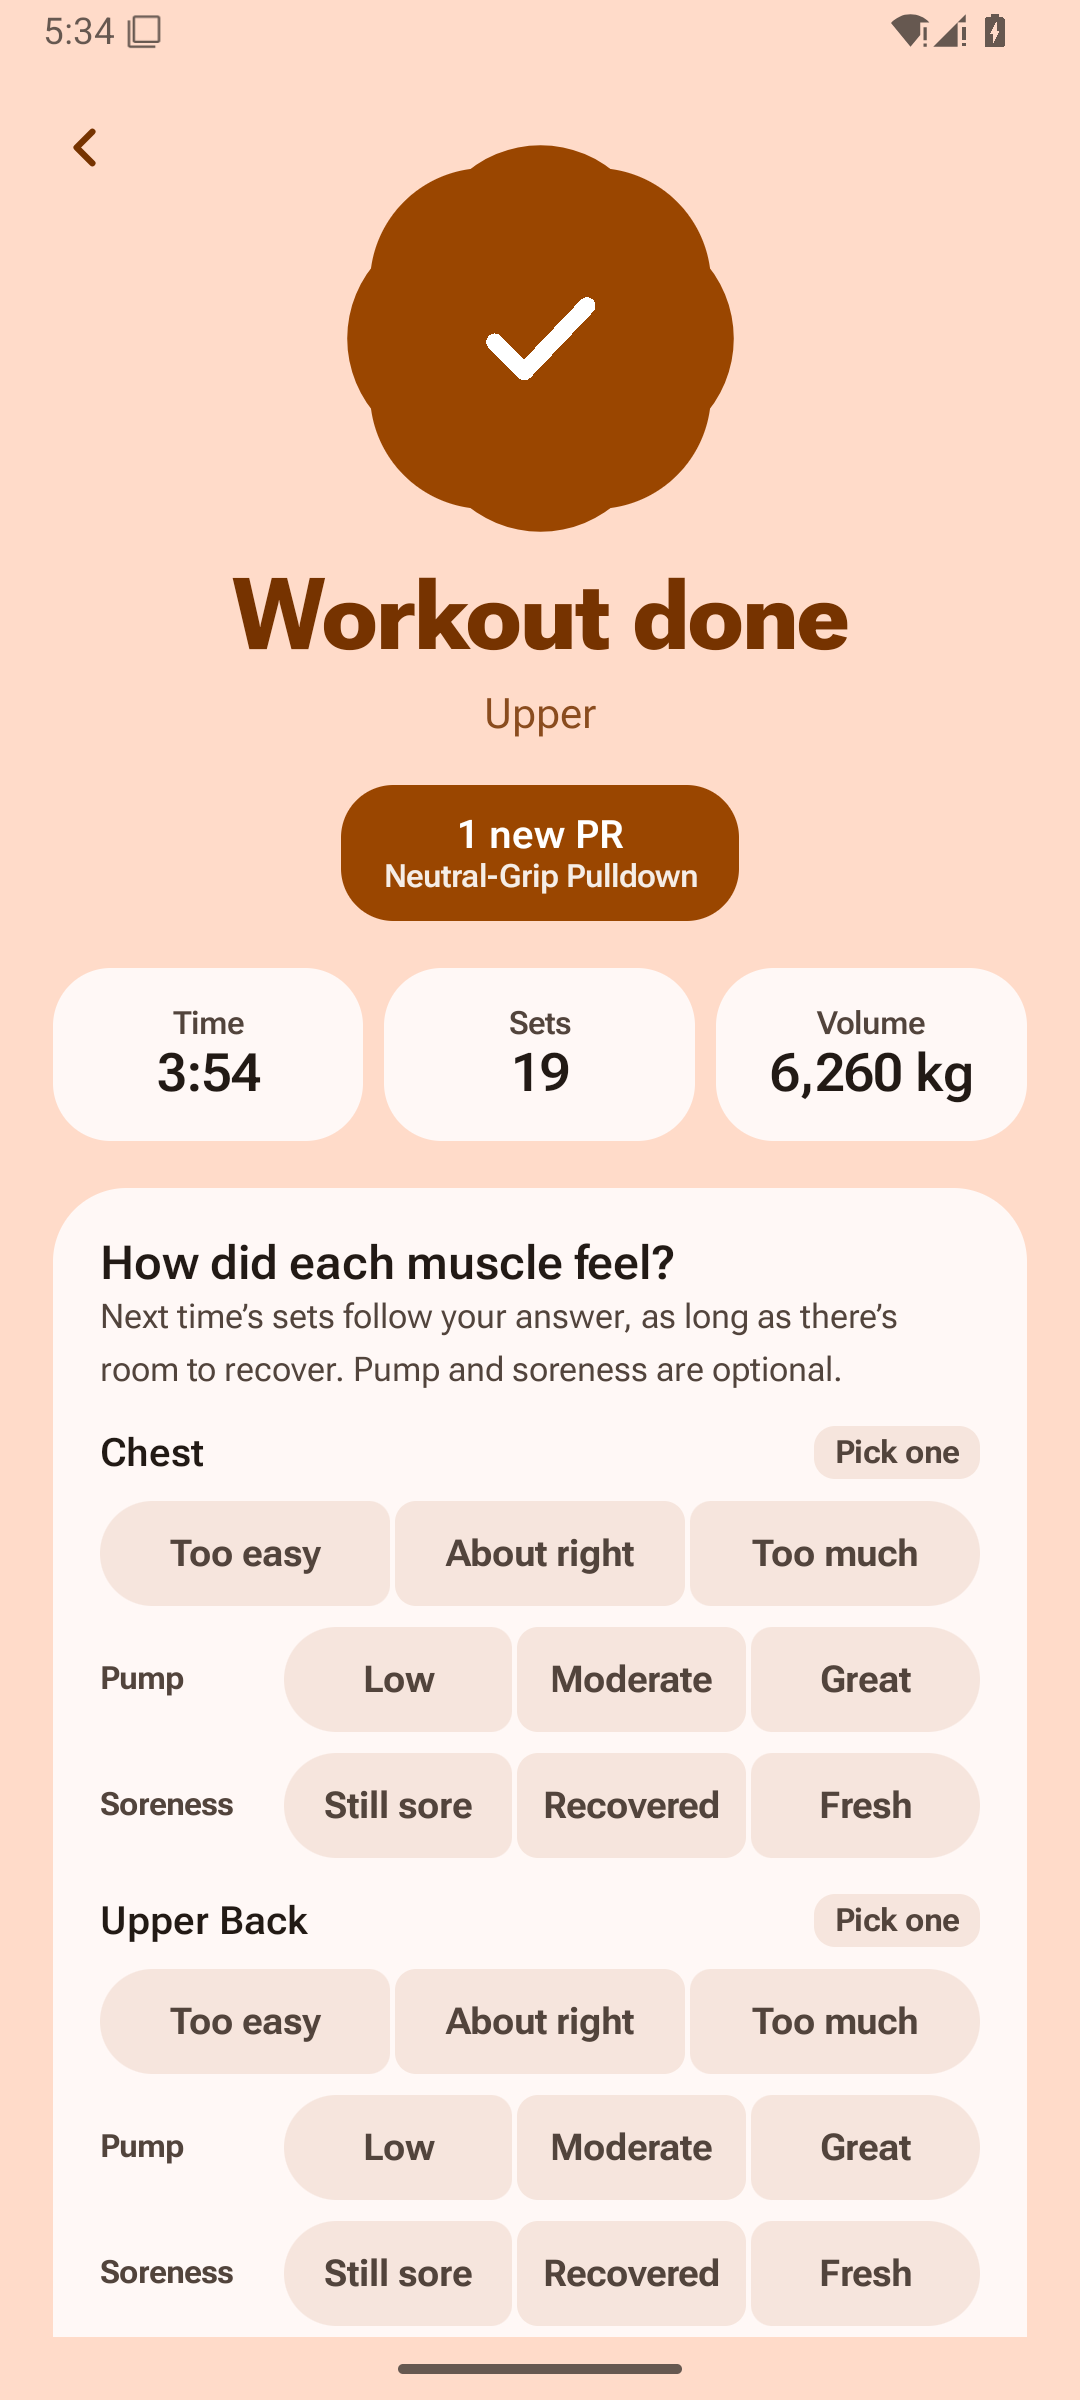 5:34
Workout done
Upper
1 new PR
Neutral-Grip Pulldown
Time
3:54
Sets
19
Volume
6,260 kg
How did each muscle feel?
Next time’s sets follow your answer, as long as there’s
room to recover. Pump and soreness are optional.
Chest
Pick one
Too easy
About right
Too much
Pump
Low
Moderate
Great
Soreness
Still sore
Recovered
Fresh
Upper Back
Pick one
Too easy
About right
Too much
Pump
Low
Moderate
Great
Soreness
Still sore
Recovered
Fresh